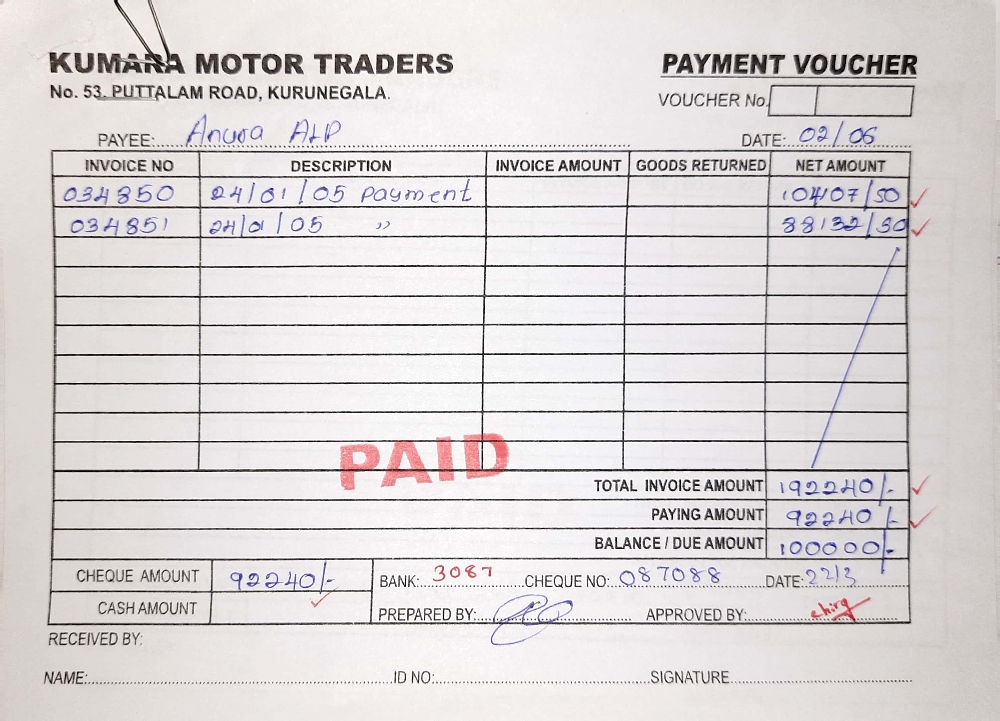 KUMARA MOTOR TRADERS
PAYMENT VOUCHER
No. 53. PUTTALAM ROAD, KURUNEGALA.
VOUCHER No.
PAYEE: Anura
DATE: 02/06
INVOICE NO DESCRIPTION INVOICE AMOUNT GOODS RETURNED NET AMOUNT
034850 24/01/05 payment 104107/50
034851 24/01/05 " 88132/50
PAID
TOTAL INVOICE AMOUNT 192240/-
PAYING AMOUNT 92240/-
BALANCE / DUE AMOUNT 100000/-
CHEQUE AMOUNT 92240/- BANK: 3087 CHEQUE NO: 087088 DATE: 22/3
CASH AMOUNT PREPARED BY: APPROVED BY:
RECEIVED BY:
NAME: ID NO: SIGNATURE